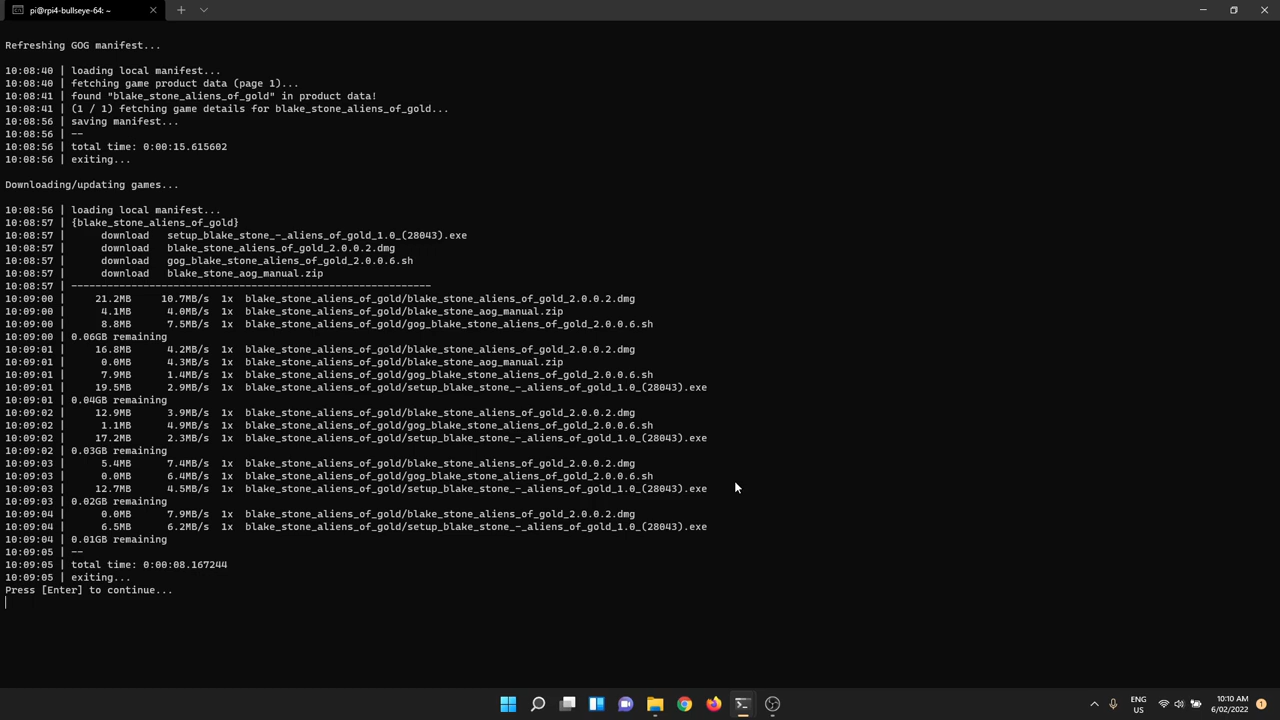 pi@rpi4-bullseye-64: ~
Refreshing GOG manifest...
10:08:40 | loading local manifest...
10:08:40 | fetching game product data (page 1)...
10:08:41 | found "blake_stone_aliens_of_gold" in product data!
10:08:41 | (1 / 1) fetching game details for blake_stone_aliens_of_gold...
10:08:56 | saving manifest...
10:08:56 | --
10:08:56 | total time: 0:00:15.615602
10:08:56 | exiting...
Downloading/updating games...
10:08:56 | loading local manifest...
10:08:57 | {blake_stone_aliens_of_gold}
10:08:57 |      download   setup_blake_stone_-_aliens_of_gold_1.0_(28043).exe
10:08:57 |      download   blake_stone_aliens_of_gold_2.0.0.2.dmg
10:08:57 |      download   gog_blake_stone_aliens_of_gold_2.0.0.6.sh
10:08:57 |      download   blake_stone_aog_manual.zip
10:08:57 | ------------------------------------------------------------
10:09:00 |     21.2MB     10.7MB/s  1x  blake_stone_aliens_of_gold/blake_stone_aliens_of_gold_2.0.0.2.dmg
10:09:00 |      4.1MB      4.0MB/s  1x  blake_stone_aliens_of_gold/blake_stone_aog_manual.zip
10:09:00 |      8.8MB      7.5MB/s  1x  blake_stone_aliens_of_gold/gog_blake_stone_aliens_of_gold_2.0.0.6.sh
10:09:00 | 0.06GB remaining
10:09:01 |     16.8MB      4.2MB/s  1x  blake_stone_aliens_of_gold/blake_stone_aliens_of_gold_2.0.0.2.dmg
10:09:01 |      0.0MB      4.3MB/s  1x  blake_stone_aliens_of_gold/blake_stone_aog_manual.zip
10:09:01 |      7.9MB      1.4MB/s  1x  blake_stone_aliens_of_gold/gog_blake_stone_aliens_of_gold_2.0.0.6.sh
10:09:01 |     19.5MB      2.9MB/s  1x  blake_stone_aliens_of_gold/setup_blake_stone_-_aliens_of_gold_1.0_(28043).exe
10:09:01 | 0.04GB remaining
10:09:02 |     12.9MB      3.9MB/s  1x  blake_stone_aliens_of_gold/blake_stone_aliens_of_gold_2.0.0.2.dmg
10:09:02 |      1.1MB      4.9MB/s  1x  blake_stone_aliens_of_gold/gog_blake_stone_aliens_of_gold_2.0.0.6.sh
10:09:02 |     17.2MB      2.3MB/s  1x  blake_stone_aliens_of_gold/setup_blake_stone_-_aliens_of_gold_1.0_(28043).exe
10:09:02 | 0.03GB remaining
10:09:03 |      5.4MB      7.4MB/s  1x  blake_stone_aliens_of_gold/blake_stone_aliens_of_gold_2.0.0.2.dmg
10:09:03 |      0.0MB      6.4MB/s  1x  blake_stone_aliens_of_gold/gog_blake_stone_aliens_of_gold_2.0.0.6.sh
10:09:03 |     12.7MB      4.5MB/s  1x  blake_stone_aliens_of_gold/setup_blake_stone_-_aliens_of_gold_1.0_(28043).exe
10:09:03 | 0.02GB remaining
10:09:04 |      0.0MB      7.9MB/s  1x  blake_stone_aliens_of_gold/blake_stone_aliens_of_gold_2.0.0.2.dmg
10:09:04 |      6.5MB      6.2MB/s  1x  blake_stone_aliens_of_gold/setup_blake_stone_-_aliens_of_gold_1.0_(28043).exe
10:09:04 | 0.01GB remaining
10:09:05 | --
10:09:05 | total time: 0:00:08.167244
10:09:05 | exiting...
Press [Enter] to continue...
ENG
US
10:10 AM
6/02/2022
1